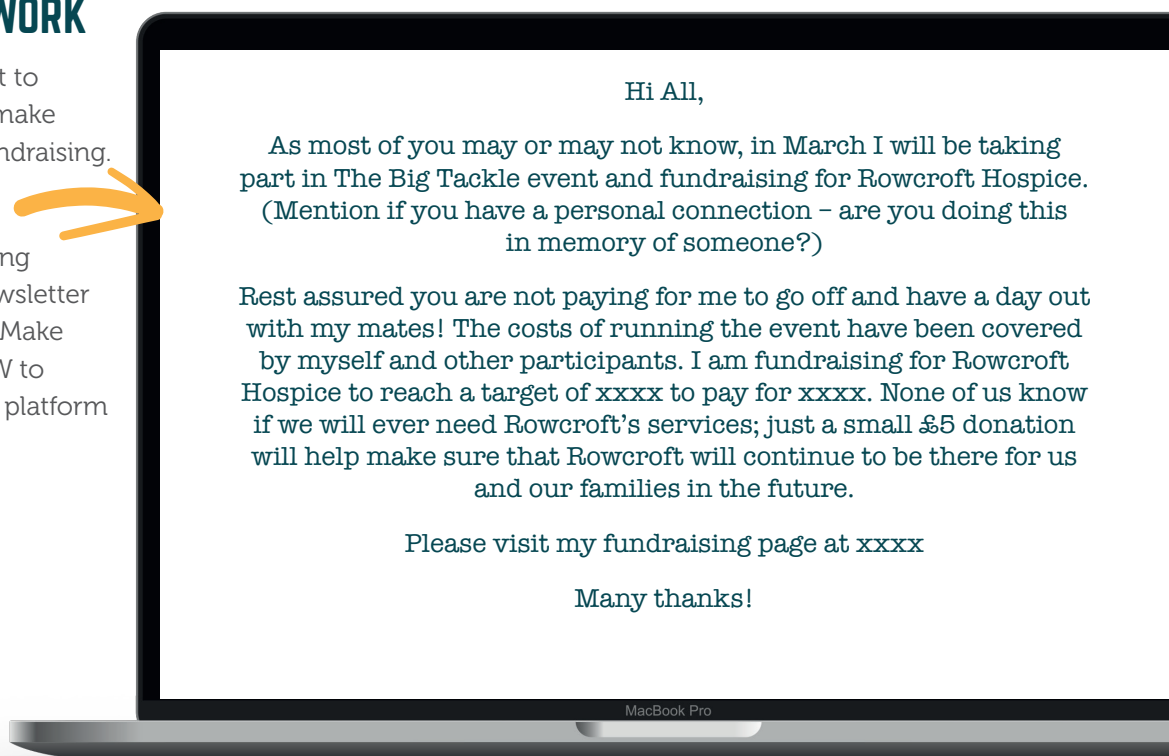 WORK
t to
make
ndraising.
ng
wsletter
Make
W to
platform
Hi All,
As most of you may or may not know, in March I will be taking
part in The Big Tackle event and fundraising for Rowcroft Hospice.
(Mention if you have a personal connection – are you doing this
in memory of someone?)
Rest assured you are not paying for me to go off and have a day out
with my mates! The costs of running the event have been covered
by myself and other participants. I am fundraising for Rowcroft
Hospice to reach a target of xxxx to pay for xxxx. None of us know
if we will ever need Rowcroft's services; just a small £5 donation
will help make sure that Rowcroft will continue to be there for us
and our families in the future.
Please visit my fundraising page at xxxx
Many thanks!
MacBook Pro